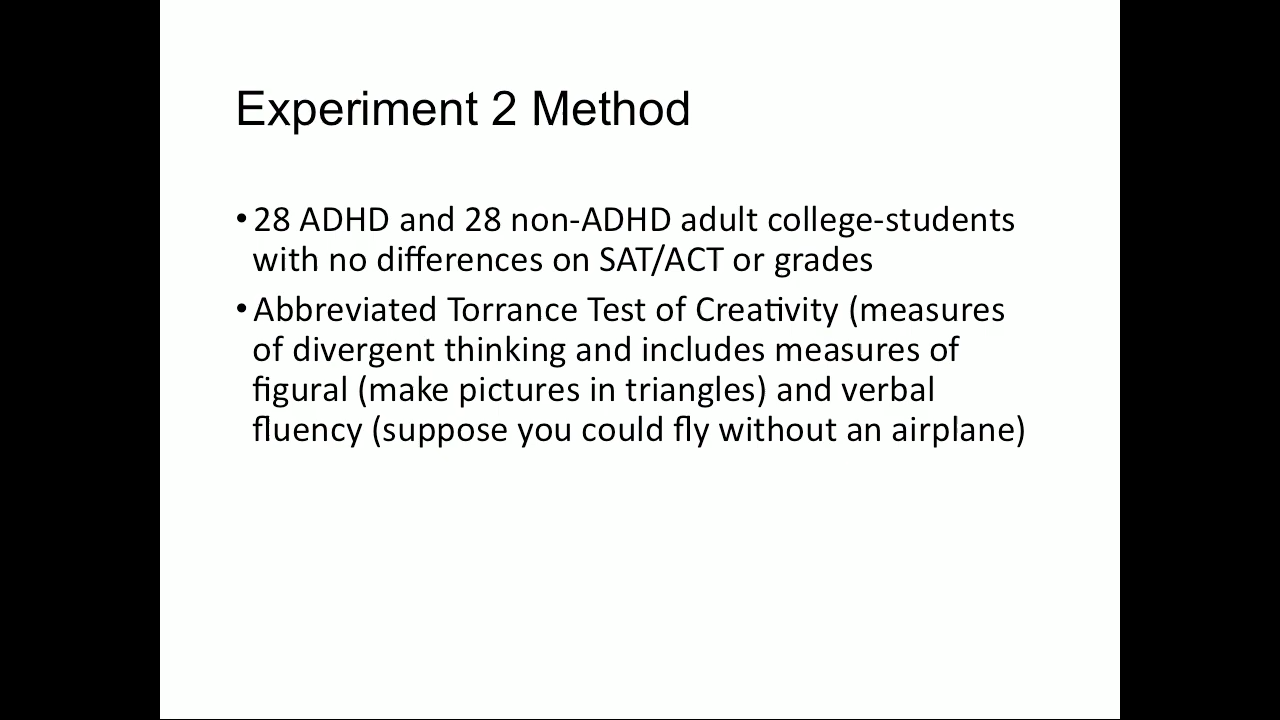 Experiment 2 Method
•28 ADHD and 28 non-ADHD adult college-students
with no differences on SAT/ACT or grades
•Abbreviated Torrance Test of Creativity (measures
of divergent thinking and includes measures of
figural (make pictures in triangles) and verbal
fluency (suppose you could fly without an airplane)